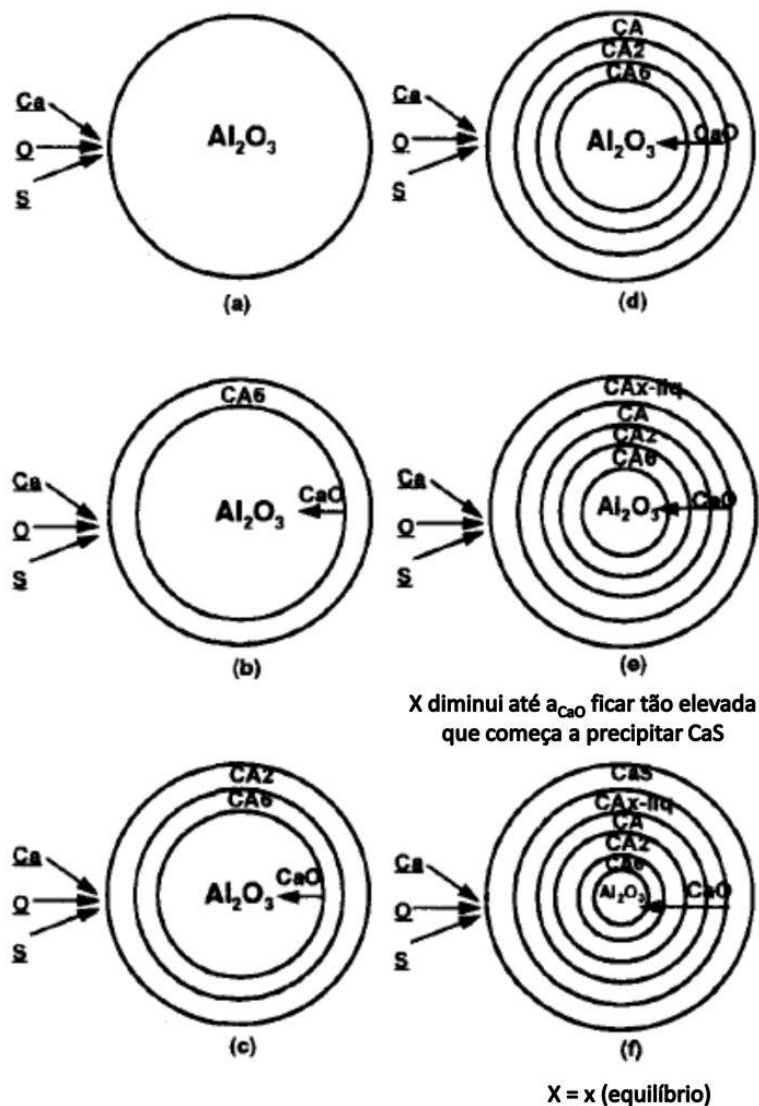 Ca
O
S
Al₂O₃
(a)
CA6
Ca
O
S
CaO
Al₂O₃
(b)
CA2
CA6
Ca
O
S
CaO
Al₂O₃
(c)
CA
CA2
CA6
Ca
O
S
CaO
Al₂O₃
(d)
CAx-liq
CA
CA2
CA6
Ca
O
S
CaO
Al₂O₃
(e)
X diminui até aCaO ficar tão elevada
que começa a precipitar CaS
CaS
CAx-liq
CA
CA2
CA6
Ca
O
S
CaO
Al₂O₃
(f)
X = x (equilíbrio)